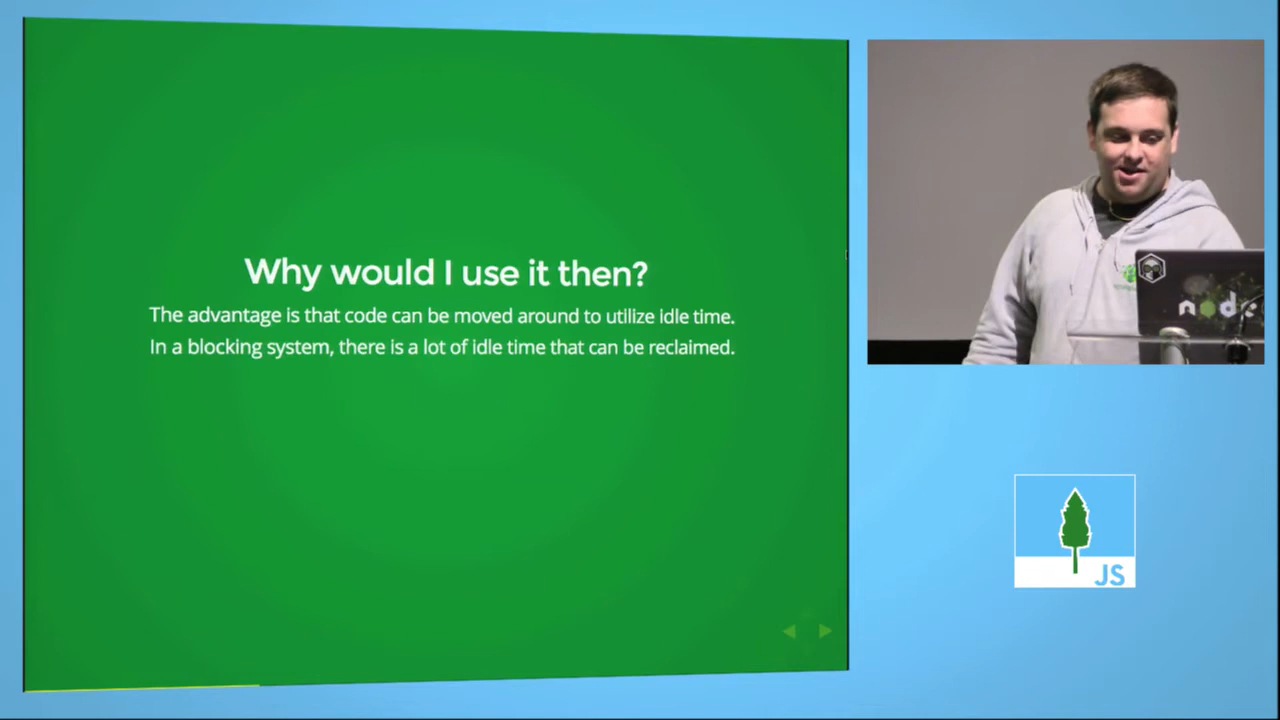 Why would I use it then?
The advantage is that code can be moved around to utilize idle time.
In a blocking system, there is a lot of idle time that can be reclaimed.
node
JS